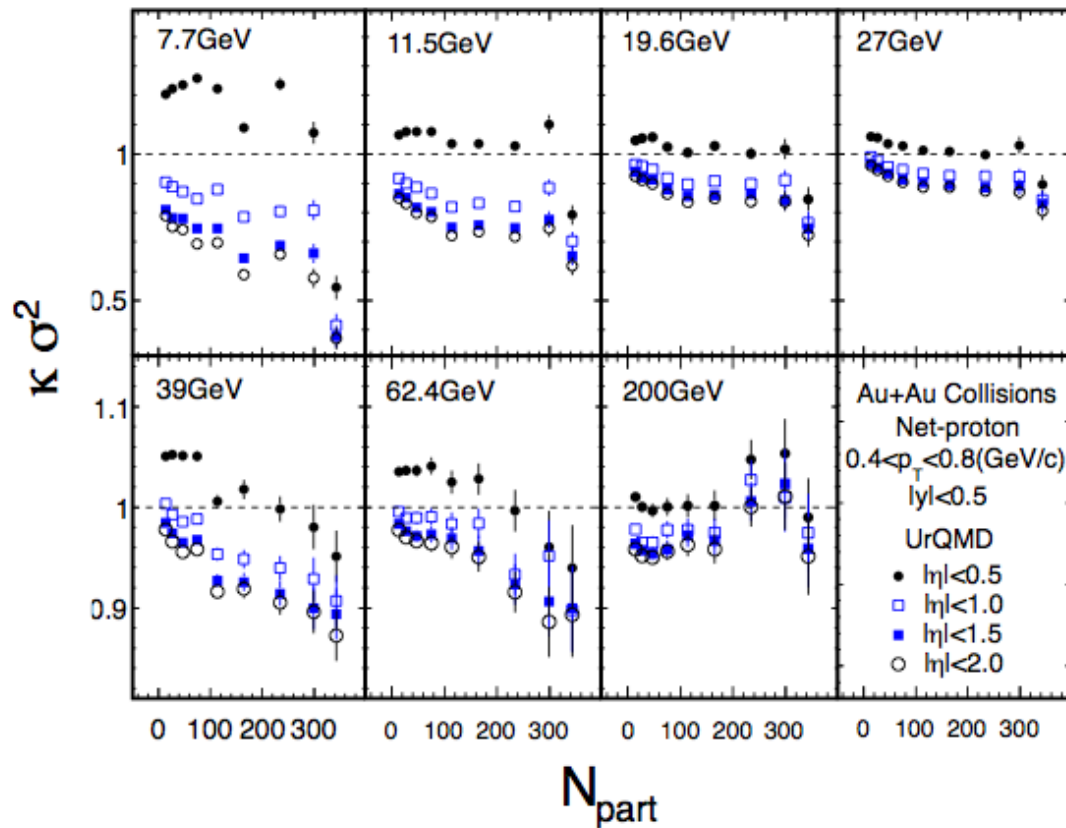 7.7GeV
11.5GeV
19.6GeV
27GeV
1
0.5
κ σ²
39GeV
62.4GeV
200GeV
Au+Au Collisions
Net-proton
0.4<p_T<0.8(GeV/c)
|y|<0.5
UrQMD
|η|<0.5
|η|<1.0
|η|<1.5
|η|<2.0
1.1
1
0.9
0 100 200 300 0 100 200 300 0 100 200 300 0 100 200 300
N_part